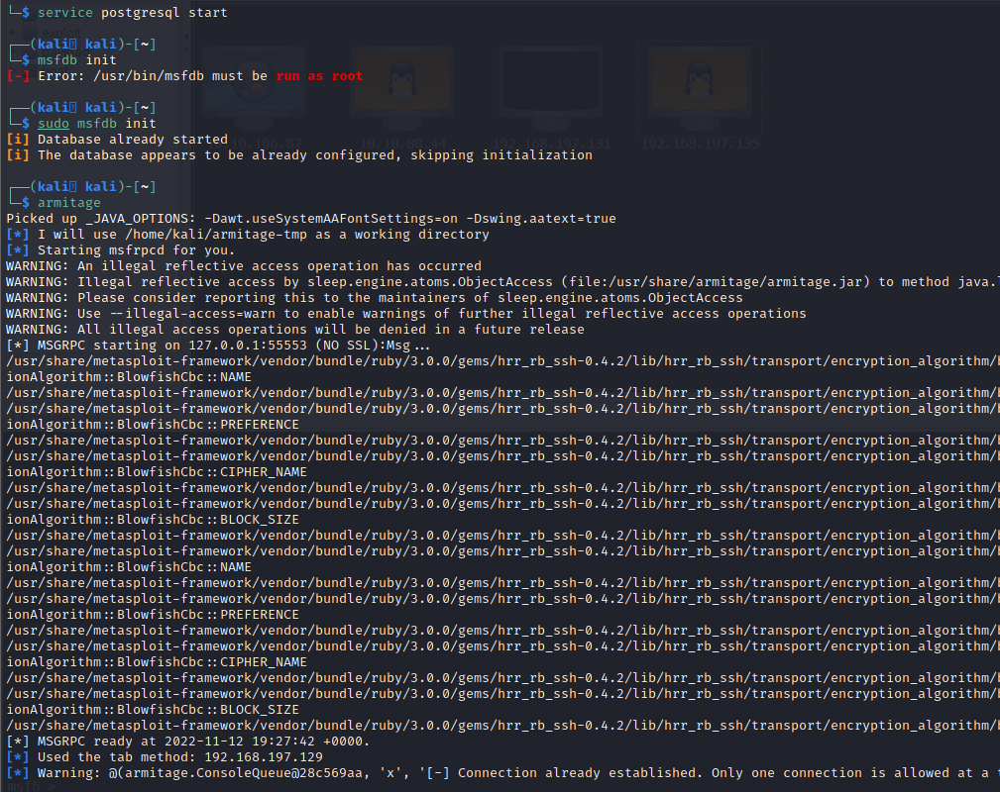 └─$ service postgresql start
┌──(kali kali)-[~]
└─$ msfdb init
[-] Error: /usr/bin/msfdb must be run as root
┌──(kali kali)-[~]
└─$ sudo msfdb init
[i] Database already started
[i] The database appears to be already configured, skipping initialization
┌──(kali kali)-[~]
└─$ armitage
Picked up _JAVA_OPTIONS: -Dawt.useSystemAAFontSettings=on -Dswing.aatext=true
[*] I will use /home/kali/armitage-tmp as a working directory
[*] Starting msfrpcd for you.
WARNING: An illegal reflective access operation has occurred
WARNING: Illegal reflective access by sleep.engine.atoms.ObjectAccess (file:/usr/share/armitage/armitage.jar) to method java.
WARNING: Please consider reporting this to the maintainers of sleep.engine.atoms.ObjectAccess
WARNING: Use --illegal-access=warn to enable warnings of further illegal reflective access operations
WARNING: All illegal access operations will be denied in a future release
[*] MSGRPC starting on 127.0.0.1:55553 (NO SSL):Msg...
/usr/share/metasploit-framework/vendor/bundle/ruby/3.0.0/gems/hrr_rb_ssh-0.4.2/lib/hrr_rb_ssh/transport/encryption_algorithm/
ionAlgorithm::BlowfishCbc::NAME
/usr/share/metasploit-framework/vendor/bundle/ruby/3.0.0/gems/hrr_rb_ssh-0.4.2/lib/hrr_rb_ssh/transport/encryption_algorithm/
/usr/share/metasploit-framework/vendor/bundle/ruby/3.0.0/gems/hrr_rb_ssh-0.4.2/lib/hrr_rb_ssh/transport/encryption_algorithm/
ionAlgorithm::BlowfishCbc::PREFERENCE
/usr/share/metasploit-framework/vendor/bundle/ruby/3.0.0/gems/hrr_rb_ssh-0.4.2/lib/hrr_rb_ssh/transport/encryption_algorithm/
/usr/share/metasploit-framework/vendor/bundle/ruby/3.0.0/gems/hrr_rb_ssh-0.4.2/lib/hrr_rb_ssh/transport/encryption_algorithm/
ionAlgorithm::BlowfishCbc::CIPHER_NAME
/usr/share/metasploit-framework/vendor/bundle/ruby/3.0.0/gems/hrr_rb_ssh-0.4.2/lib/hrr_rb_ssh/transport/encryption_algorithm/
/usr/share/metasploit-framework/vendor/bundle/ruby/3.0.0/gems/hrr_rb_ssh-0.4.2/lib/hrr_rb_ssh/transport/encryption_algorithm/
ionAlgorithm::BlowfishCbc::BLOCK_SIZE
/usr/share/metasploit-framework/vendor/bundle/ruby/3.0.0/gems/hrr_rb_ssh-0.4.2/lib/hrr_rb_ssh/transport/encryption_algorithm/
/usr/share/metasploit-framework/vendor/bundle/ruby/3.0.0/gems/hrr_rb_ssh-0.4.2/lib/hrr_rb_ssh/transport/encryption_algorithm/
ionAlgorithm::BlowfishCbc::NAME
/usr/share/metasploit-framework/vendor/bundle/ruby/3.0.0/gems/hrr_rb_ssh-0.4.2/lib/hrr_rb_ssh/transport/encryption_algorithm/
/usr/share/metasploit-framework/vendor/bundle/ruby/3.0.0/gems/hrr_rb_ssh-0.4.2/lib/hrr_rb_ssh/transport/encryption_algorithm/
ionAlgorithm::BlowfishCbc::PREFERENCE
/usr/share/metasploit-framework/vendor/bundle/ruby/3.0.0/gems/hrr_rb_ssh-0.4.2/lib/hrr_rb_ssh/transport/encryption_algorithm/
/usr/share/metasploit-framework/vendor/bundle/ruby/3.0.0/gems/hrr_rb_ssh-0.4.2/lib/hrr_rb_ssh/transport/encryption_algorithm/
ionAlgorithm::BlowfishCbc::CIPHER_NAME
/usr/share/metasploit-framework/vendor/bundle/ruby/3.0.0/gems/hrr_rb_ssh-0.4.2/lib/hrr_rb_ssh/transport/encryption_algorithm/
/usr/share/metasploit-framework/vendor/bundle/ruby/3.0.0/gems/hrr_rb_ssh-0.4.2/lib/hrr_rb_ssh/transport/encryption_algorithm/
ionAlgorithm::BlowfishCbc::BLOCK_SIZE
/usr/share/metasploit-framework/vendor/bundle/ruby/3.0.0/gems/hrr_rb_ssh-0.4.2/lib/hrr_rb_ssh/transport/encryption_algorithm/
[*] MSGRPC ready at 2022-11-12 19:27:42 +0000.
[*] Used the tab method: 192.168.197.129
[*] Warning: @(armitage.ConsoleQueue@28c569aa, 'x', '[-] Connection already established. Only one connection is allowed at a
msf6 >